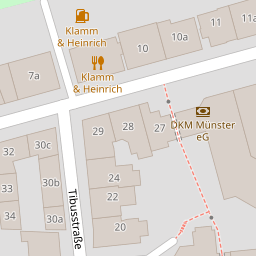 Klamm
& Heinrich
10
10a
11
11a
7a
Klamm
& Heinrich
29
28
27
DKM Münster
eG
32
30c
33
24
30b
22
34
30a
20
Tibusstraße